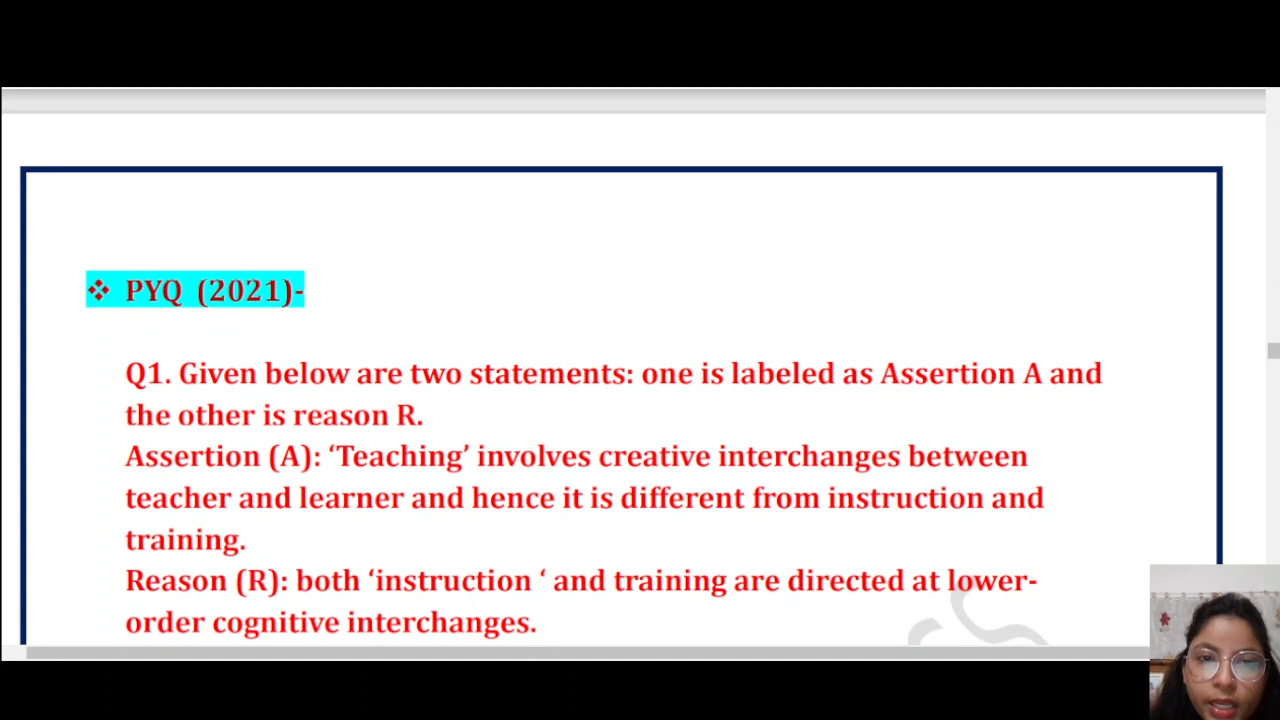 ❖ PYQ (2021)-
Q1. Given below are two statements: one is labeled as Assertion A and
the other is reason R.
Assertion (A): ‘Teaching’ involves creative interchanges between
teacher and learner and hence it is different from instruction and
training.
Reason (R): both ‘instruction ‘ and training are directed at lower-
order cognitive interchanges.